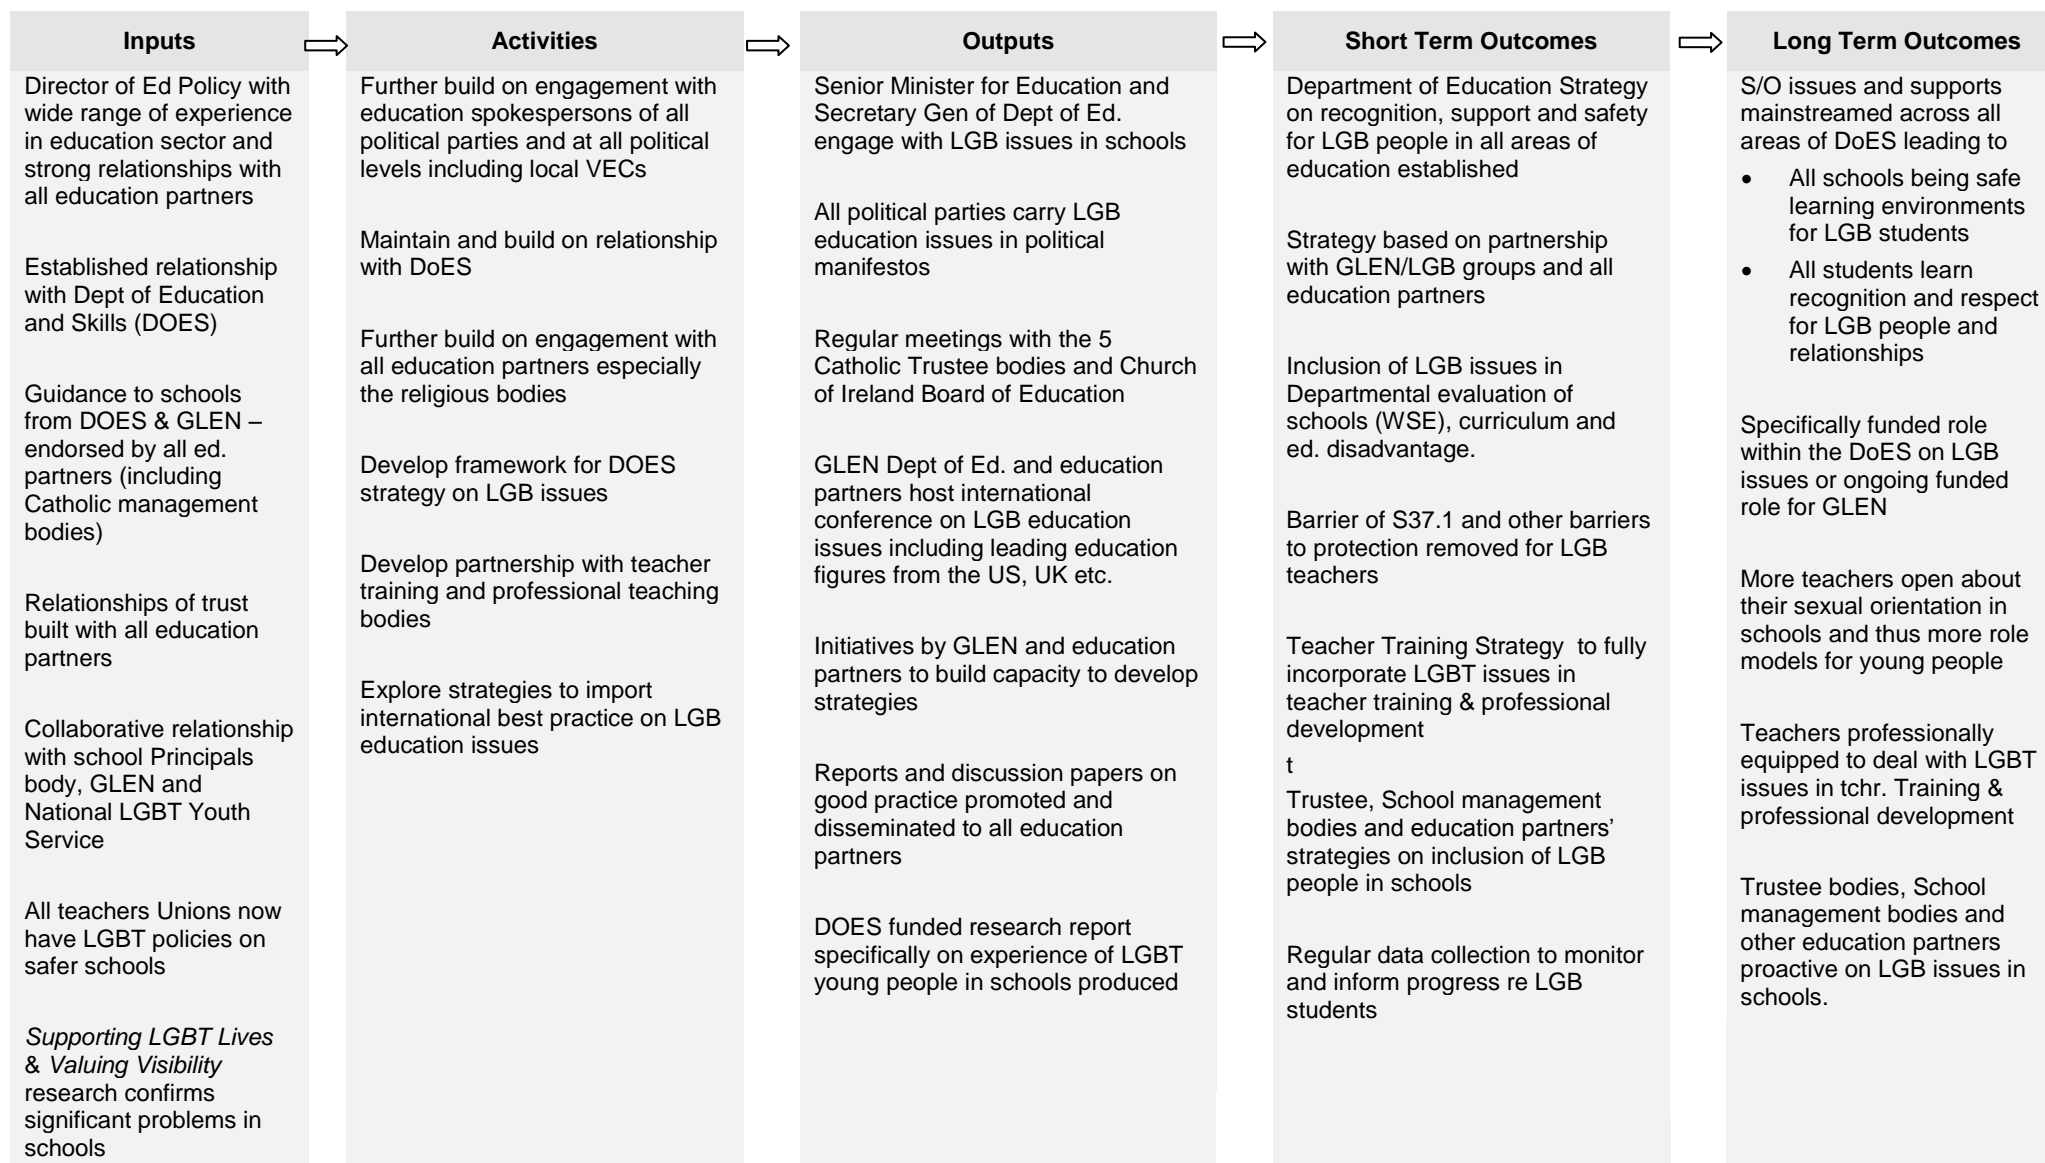 Inputs
Director of Ed Policy with
wide range of experience
in education sector and
strong relationships with
all education partners
Established relationship
with Dept of Education
and Skills (DOES)
Guidance to schools
from DOES & GLEN –
endorsed by all ed.
partners (including
Catholic management
bodies)
Relationships of trust
built with all education
partners
Collaborative relationship
with school Principals
body, GLEN and
National LGBT Youth
Service
All teachers Unions now
have LGBT policies on
safer schools
Supporting LGBT Lives
& Valuing Visibility
research confirms
significant problems in
schools
Activities
Further build on engagement with
education spokespersons of all
political parties and at all political
levels including local VECs
Maintain and build on relationship
with DoES
Further build on engagement with
all education partners especially
the religious bodies
Develop framework for DOES
strategy on LGB issues
Develop partnership with teacher
training and professional teaching
bodies
Explore strategies to import
international best practice on LGB
education issues
Outputs
Senior Minister for Education and
Secretary Gen of Dept of Ed.
engage with LGB issues in schools
All political parties carry LGB
education issues in political
manifestos
Regular meetings with the 5
Catholic Trustee bodies and Church
of Ireland Board of Education
GLEN Dept of Ed. and education
partners host international
conference on LGB education
issues including leading education
figures from the US, UK etc.
Initiatives by GLEN and education
partners to build capacity to develop
strategies
Reports and discussion papers on
good practice promoted and
disseminated to all education
partners
DOES funded research report
specifically on experience of LGBT
young people in schools produced
Short Term Outcomes
Department of Education Strategy
on recognition, support and safety
for LGB people in all areas of
education established
Strategy based on partnership
with GLEN/LGB groups and all
education partners
Inclusion of LGB issues in
Departmental evaluation of
schools (WSE), curriculum and
ed. disadvantage.
Barrier of S37.1 and other barriers
to protection removed for LGB
teachers
Teacher Training Strategy to fully
incorporate LGBT issues in
teacher training & professional
development
t
Trustee, School management
bodies and education partners’
strategies on inclusion of LGB
people in schools
Regular data collection to monitor
and inform progress re LGB
students
Long Term Outcomes
S/O issues and supports
mainstreamed across all
areas of DoES leading to
• All schools being safe
learning environments
for LGB students
• All students learn
recognition and respect
for LGB people and
relationships
Specifically funded role
within the DoES on LGB
issues or ongoing funded
role for GLEN
More teachers open about
their sexual orientation in
schools and thus more role
models for young people
Teachers professionally
equipped to deal with LGBT
issues in tchr. Training &
professional development
Trustee bodies, School
management bodies and
other education partners
proactive on LGB issues in
schools.